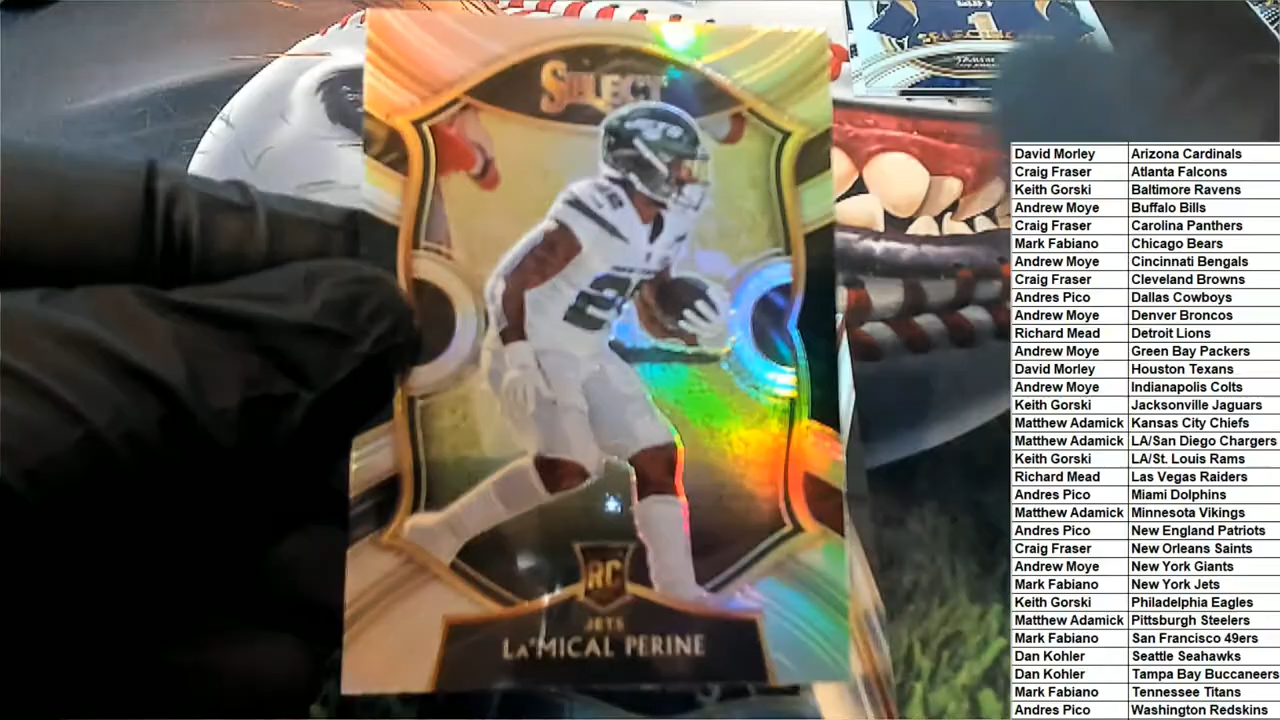 SELECT
JETS
RC
JETS
LA'MICAL PERINE
David Morley Arizona Cardinals
Craig Fraser Atlanta Falcons
Keith Gorski Baltimore Ravens
Andrew Moye Buffalo Bills
Craig Fraser Carolina Panthers
Mark Fabiano Chicago Bears
Andrew Moye Cincinnati Bengals
Craig Fraser Cleveland Browns
Andres Pico Dallas Cowboys
Andrew Moye Denver Broncos
Richard Mead Detroit Lions
Andrew Moye Green Bay Packers
David Morley Houston Texans
Andrew Moye Indianapolis Colts
Keith Gorski Jacksonville Jaguars
Matthew Adamick Kansas City Chiefs
Matthew Adamick LA/San Diego Chargers
Keith Gorski LA/St. Louis Rams
Richard Mead Las Vegas Raiders
Andres Pico Miami Dolphins
Matthew Adamick Minnesota Vikings
Andres Pico New England Patriots
Craig Fraser New Orleans Saints
Andrew Moye New York Giants
Mark Fabiano New York Jets
Keith Gorski Philadelphia Eagles
Matthew Adamick Pittsburgh Steelers
Mark Fabiano San Francisco 49ers
Dan Kohler Seattle Seahawks
Dan Kohler Tampa Bay Buccaneers
Mark Fabiano Tennessee Titans
Andres Pico Washington Redskins